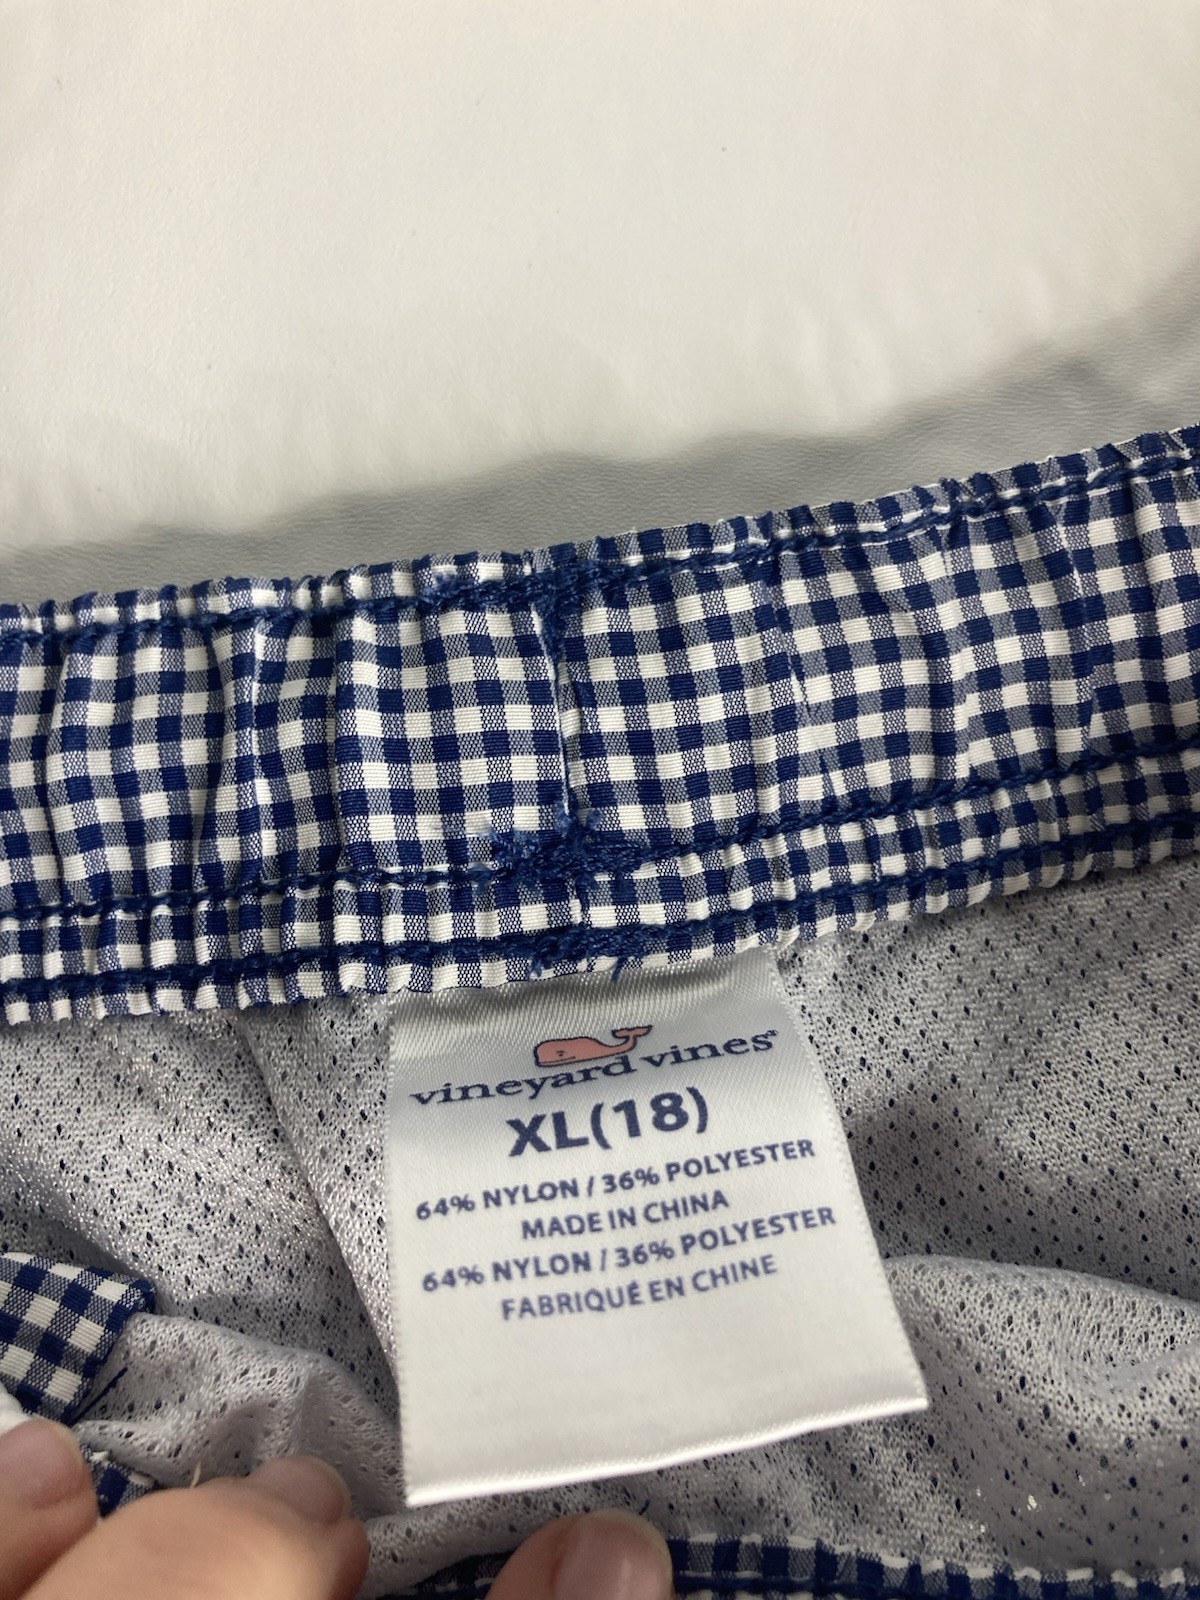 vineyard vines®
XL(18)
64% NYLON / 36% POLYESTER
MADE IN CHINA
64% NYLON / 36% POLYESTER
FABRIQUÉ EN CHINE